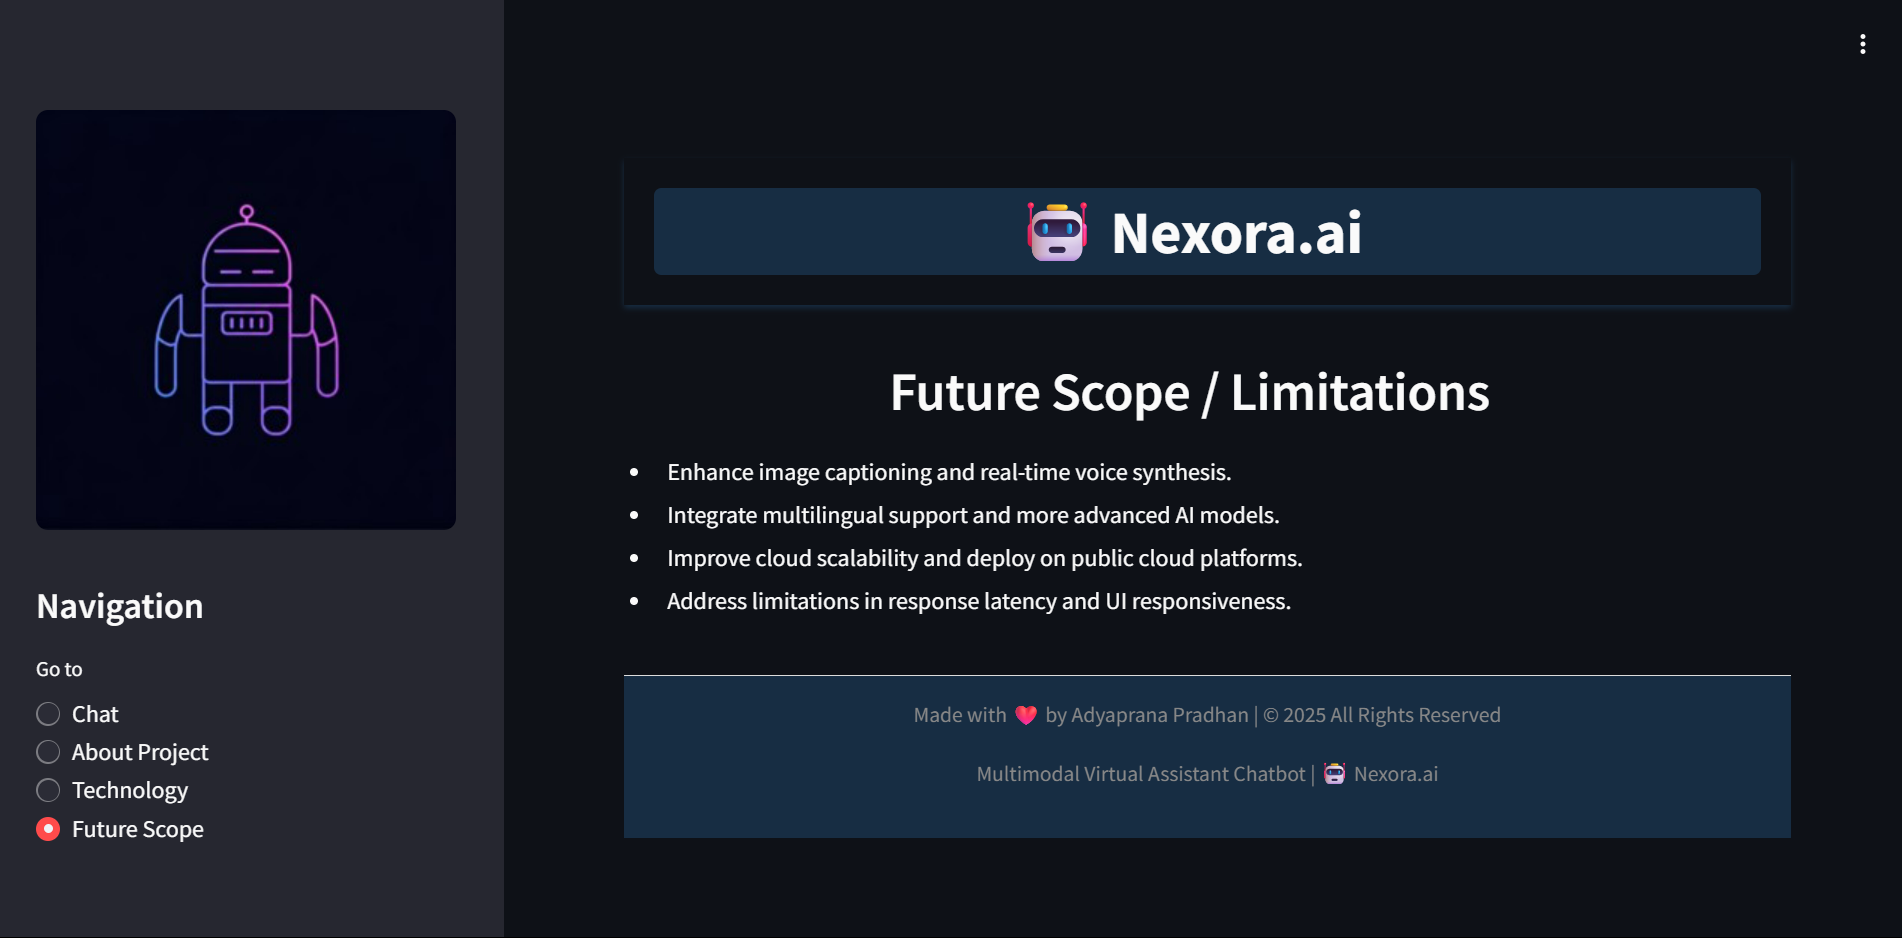 Navigation
Go to
Chat
About Project
Technology
Future Scope
Nexora.ai
Future Scope / Limitations
• Enhance image captioning and real-time voice synthesis.
• Integrate multilingual support and more advanced AI models.
• Improve cloud scalability and deploy on public cloud platforms.
• Address limitations in response latency and UI responsiveness.
Made with ❤️ by Adyaprana Pradhan | © 2025 All Rights Reserved
Multimodal Virtual Assistant Chatbot | 🤖 Nexora.ai